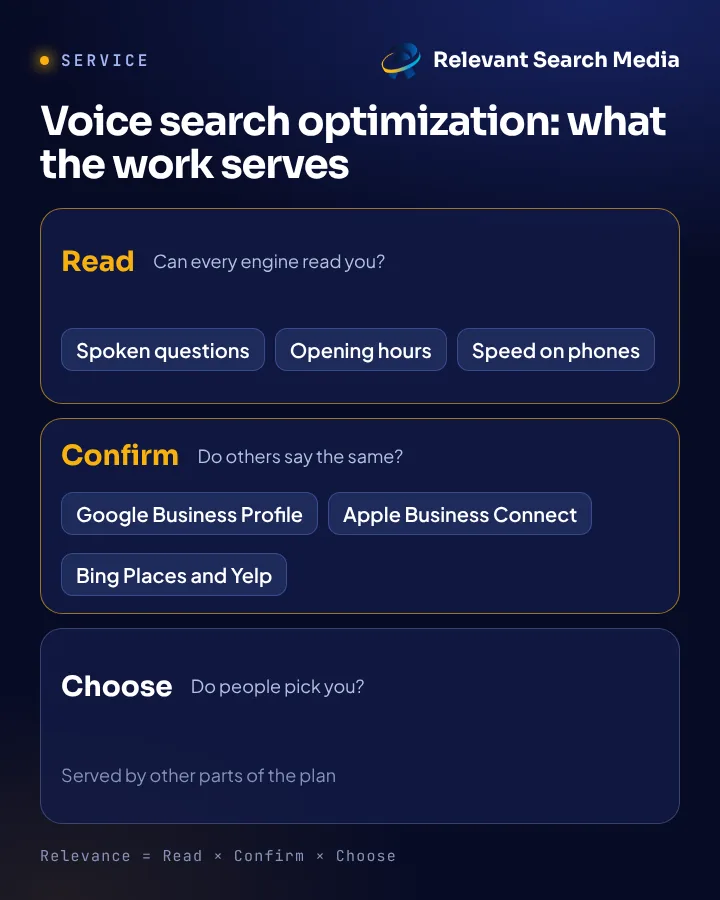 SERVICE
Relevant Search Media
Voice search optimization: what
the work serves
Read Can every engine read you?
Spoken questions Opening hours Speed on phones
Confirm Do others say the same?
Google Business Profile Apple Business Connect
Bing Places and Yelp
Choose Do people pick you?
Served by other parts of the plan
Relevance = Read × Confirm × Choose